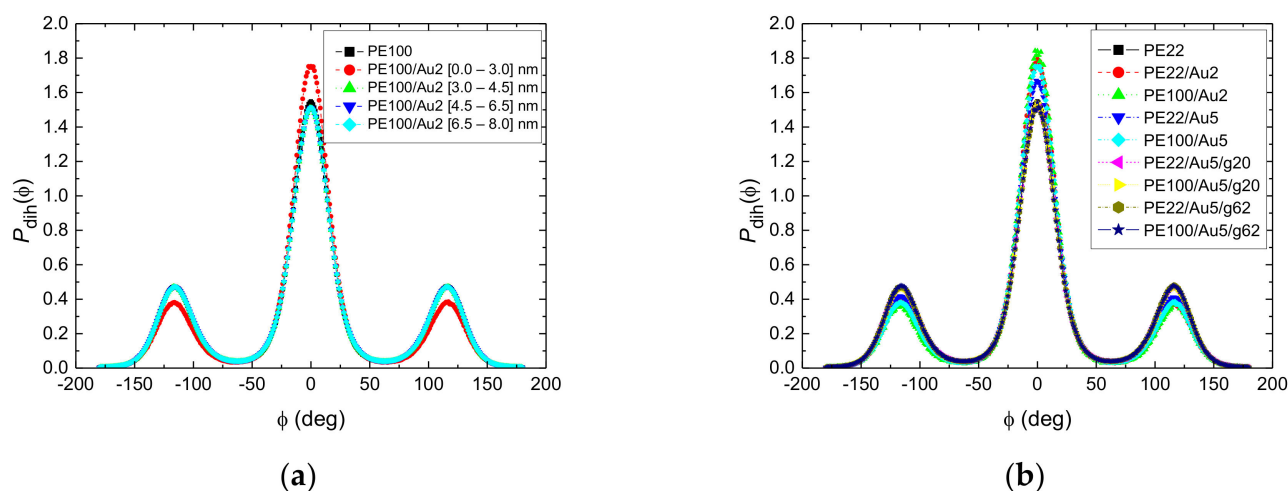 2.0
1.8
1.6
1.4
1.2
1.0
0.8
0.6
0.4
0.2
0.0
Pdih(ϕ)
-200 -150 -100 -50 0 50 100 150 200
ϕ (deg)
PE100
PE100/Au2 [0.0 – 3.0] nm
PE100/Au2 [3.0 – 4.5] nm
PE100/Au2 [4.5 – 6.5] nm
PE100/Au2 [6.5 – 8.0] nm
(a)
2.0
1.8
1.6
1.4
1.2
1.0
0.8
0.6
0.4
0.2
0.0
Pdih(ϕ)
-200 -150 -100 -50 0 50 100 150 200
ϕ (deg)
PE22
PE22/Au2
PE100/Au2
PE22/Au5
PE100/Au5
PE22/Au5/g20
PE100/Au5/g20
PE22/Au5/g62
PE100/Au5/g62
(b)